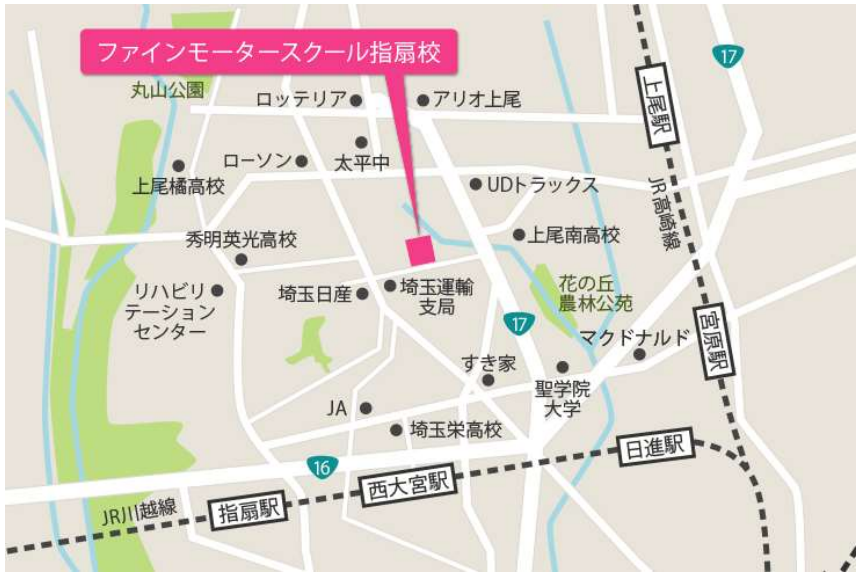 ファインモータースクール指扇校
17
丸山公園
ロッテリア
アリオ上尾
上尾駅
太平中
ローソン
上尾橘高校
UDトラックス
JR高崎線
秀明英光高校
上尾南高校
リハビリ
テーション
センター
埼玉日産
埼玉運輸
支局
花の丘
農林公苑
17
宮原駅
マクドナルド
すき家
聖学院
大学
JA
埼玉栄高校
16
日進駅
西大宮駅
指扇駅
JR川越線